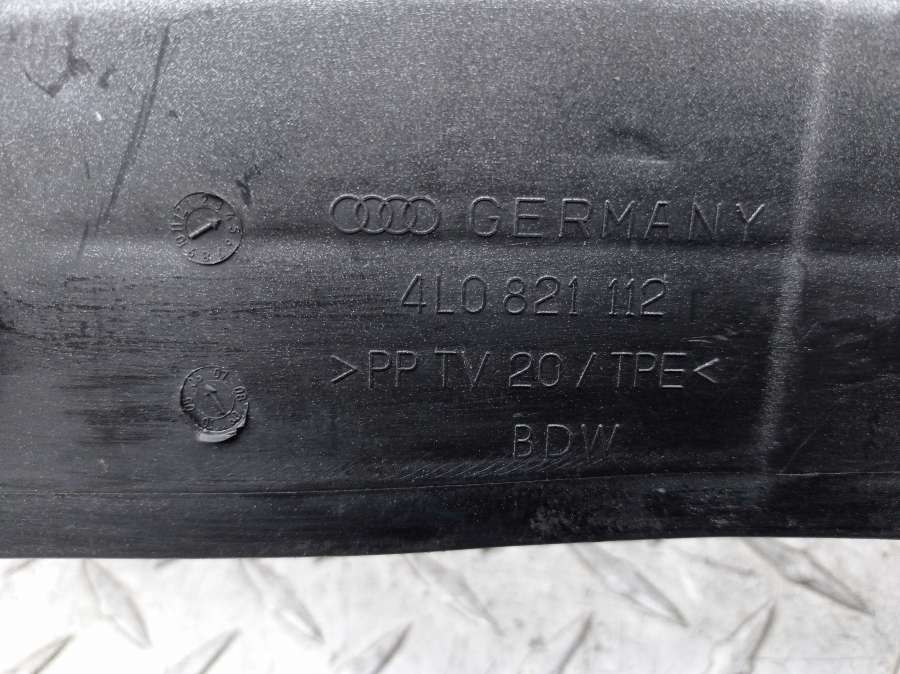 GERMANY
4L0 821 112
>PP TV 20 / TPE<
BDW